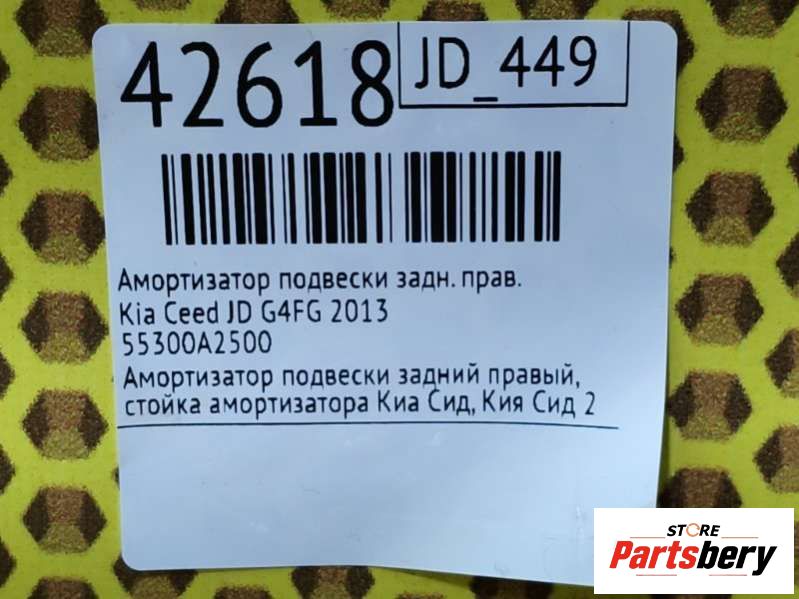 42618
JD_449
Амортизатор подвески задн. прав.
Kia Ceed JD G4FG 2013
55300A2500
Амортизатор подвески задний правый,
стойка амортизатора Киа Сид, Кия Сид 2
STORE
Partsbery